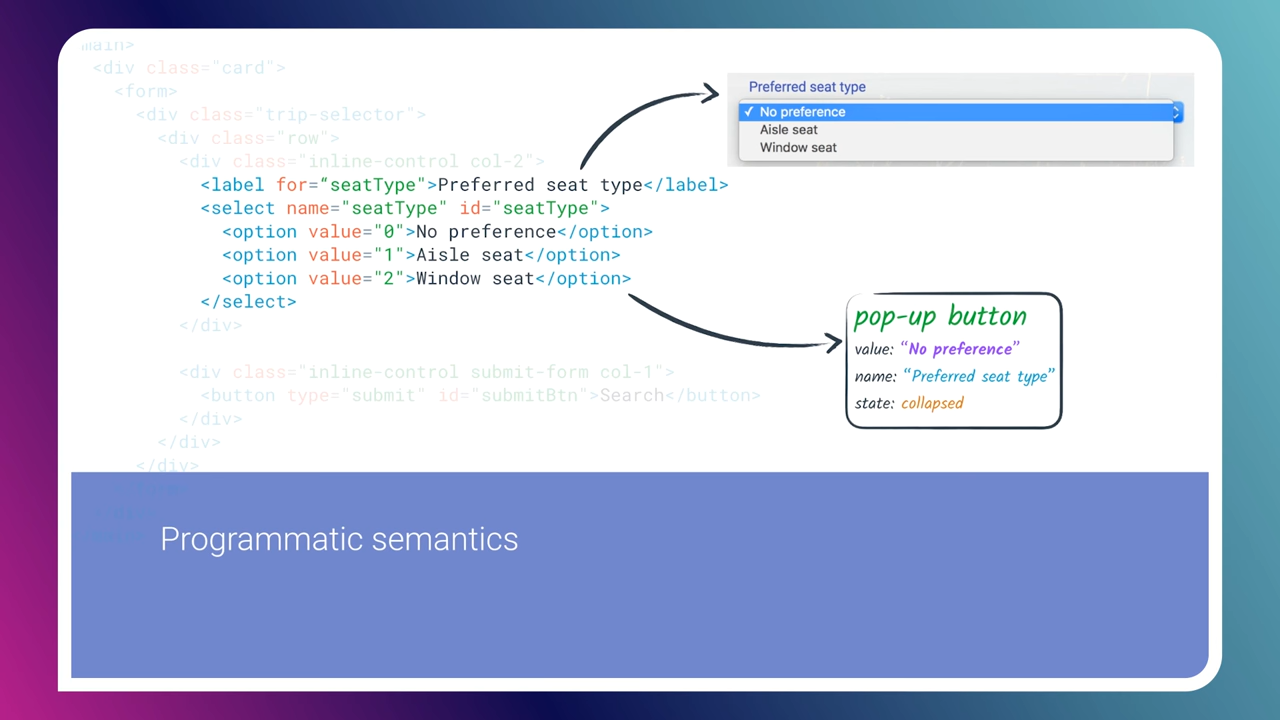 main>
<div class="card">
<form>
<div class="trip-selector">
<div class="row">
<div class="inline-control col-2">
<label for=“seatType">Preferred seat type</label>
<select name="seatType" id="seatType">
<option value="0">No preference</option>
<option value="1">Aisle seat</option>
<option value="2">Window seat</option>
</select>
</div>
<div class="inline-control submit-form col-1">
<button type="submit" id="submitBtn">Search</button>
</div>
</div>
</div>
Preferred seat type
✓ No preference
Aisle seat
Window seat
pop-up button
value: “No preference”
name: “Preferred seat type”
state: collapsed
Programmatic semantics